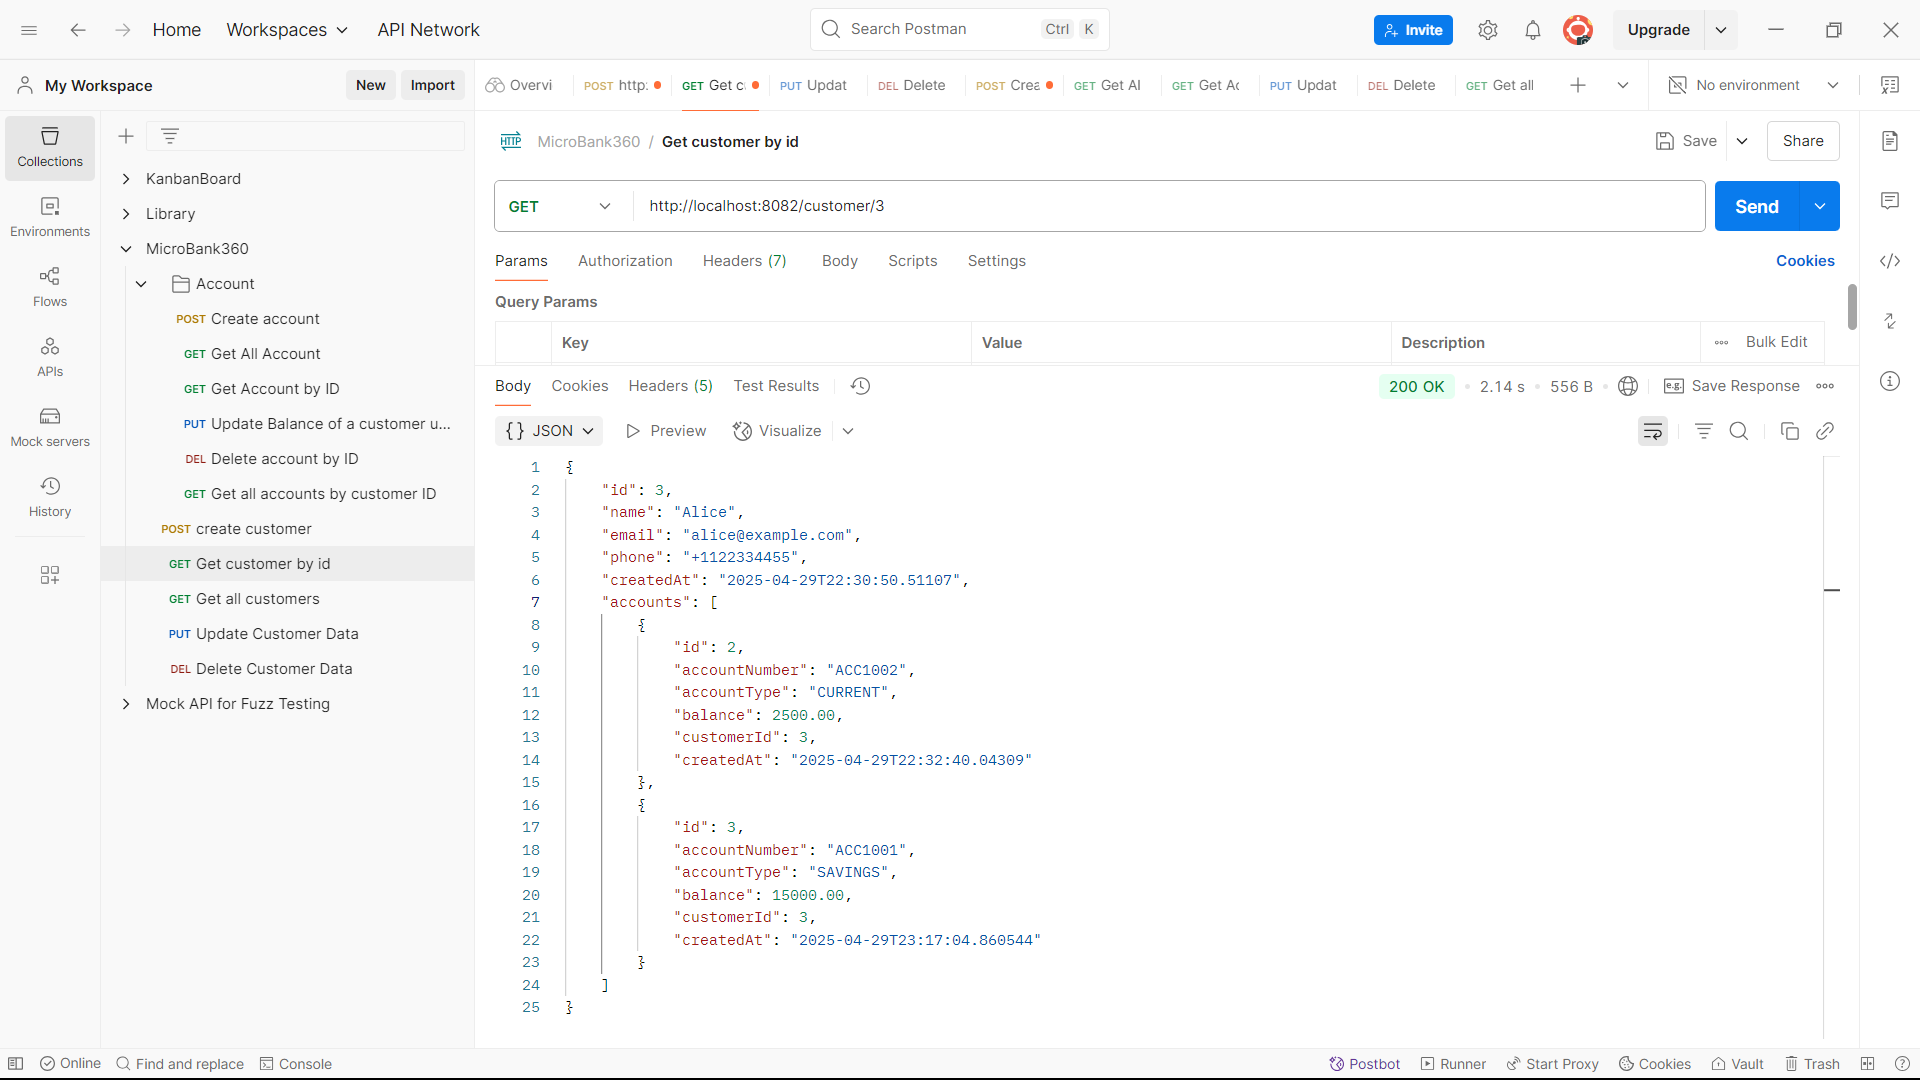 Home Workspaces API Network Search Postman Ctrl K Invite Upgrade
My Workspace New Import
Overvi POST http: GET Get c PUT Updat DEL Delete POST Crea GET Get Al GET Get Ac PUT Updat DEL Delete GET Get all No environment
Collections
Environments
Flows
APIs
Mock servers
History
KanbanBoard
Library
MicroBank360
Account
POST Create account
GET Get All Account
GET Get Account by ID
PUT Update Balance of a customer u...
DEL Delete account by ID
GET Get all accounts by customer ID
POST create customer
GET Get customer by id
GET Get all customers
PUT Update Customer Data
DEL Delete Customer Data
Mock API for Fuzz Testing
HTTP MicroBank360 / Get customer by id Save Share
GET http://localhost:8082/customer/3 Send
Params Authorization Headers (7) Body Scripts Settings Cookies
Query Params
Key Value Description Bulk Edit
Body Cookies Headers (5) Test Results 200 OK 2.14 s 556 B e.g. Save Response
{} JSON Preview Visualize
1 {
2 "id": 3,
3 "name": "Alice",
4 "email": "alice@example.com",
5 "phone": "+1122334455",
6 "createdAt": "2025-04-29T22:30:50.51107",
7 "accounts": [
8 {
9 "id": 2,
10 "accountNumber": "ACC1002",
11 "accountType": "CURRENT",
12 "balance": 2500.00,
13 "customerId": 3,
14 "createdAt": "2025-04-29T22:32:40.04309"
15 },
16 {
17 "id": 3,
18 "accountNumber": "ACC1001",
19 "accountType": "SAVINGS",
20 "balance": 15000.00,
21 "customerId": 3,
22 "createdAt": "2025-04-29T23:17:04.860544"
23 }
24 ]
25 }
Online Find and replace Console Postbot Runner Start Proxy Cookies Vault Trash